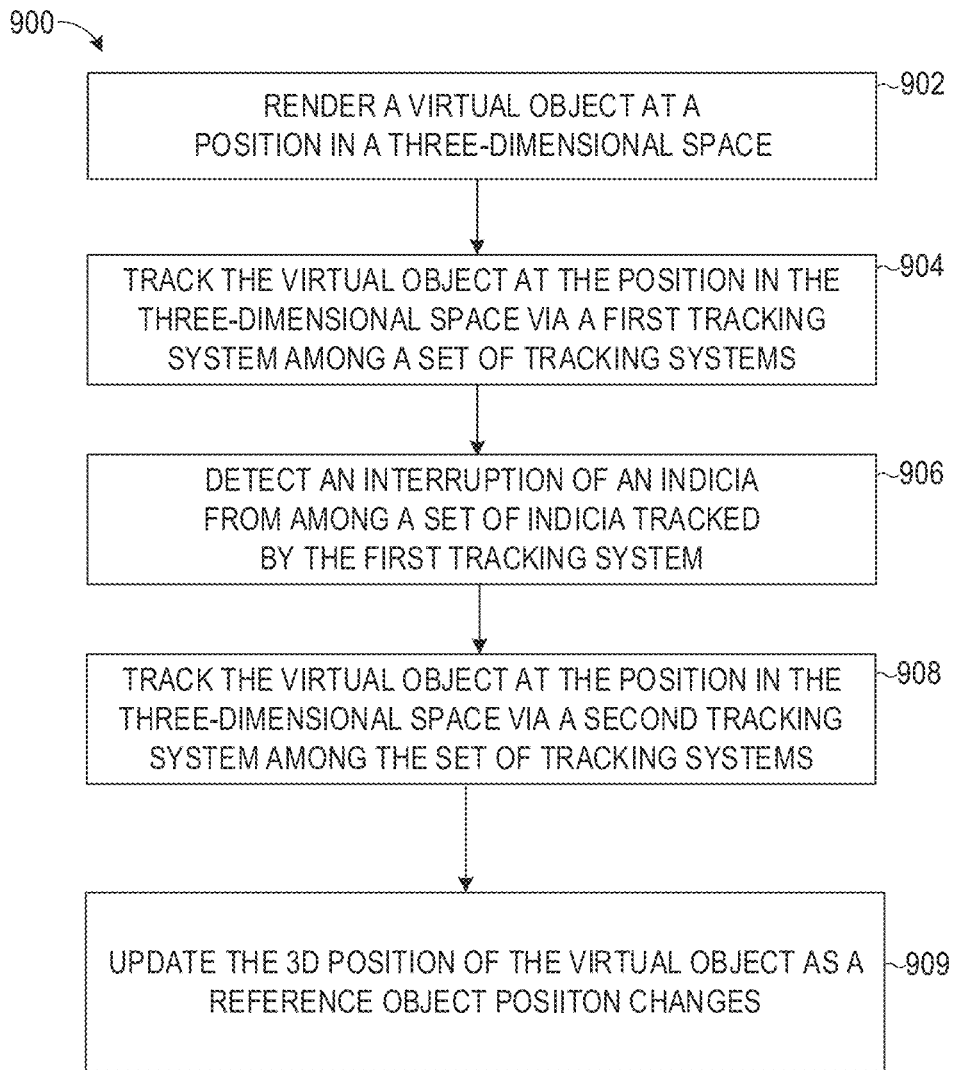 900
902
RENDER A VIRTUAL OBJECT AT A
POSITION IN A THREE-DIMENSIONAL SPACE
904
TRACK THE VIRTUAL OBJECT AT THE POSITION IN THE
THREE-DIMENSIONAL SPACE VIA A FIRST TRACKING
SYSTEM AMONG A SET OF TRACKING SYSTEMS
906
DETECT AN INTERRUPTION OF AN INDICIA
FROM AMONG A SET OF INDICIA TRACKED
BY THE FIRST TRACKING SYSTEM
908
TRACK THE VIRTUAL OBJECT AT THE POSITION IN THE
THREE-DIMENSIONAL SPACE VIA A SECOND TRACKING
SYSTEM AMONG THE SET OF TRACKING SYSTEMS
UPDATE THE 3D POSITION OF THE VIRTUAL OBJECT AS A
909
REFERENCE OBJECT POSIITON CHANGES